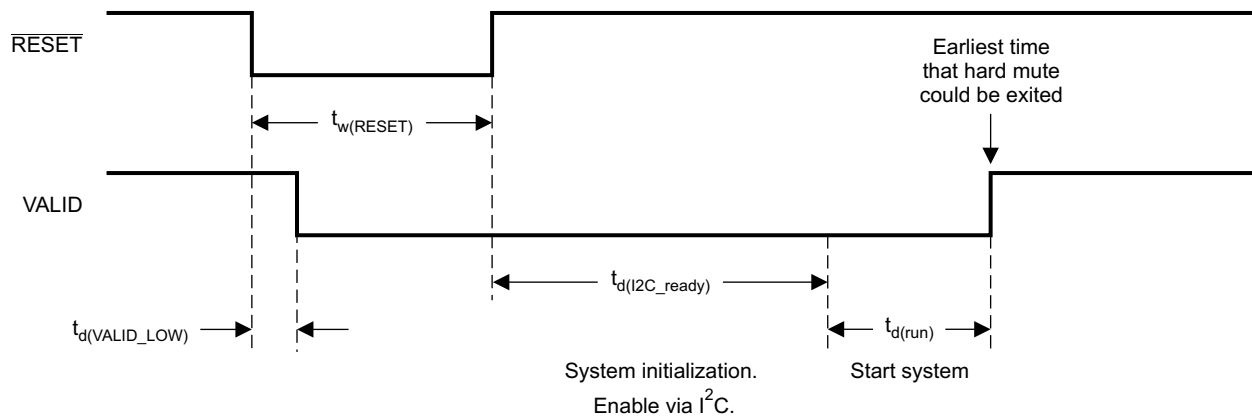 RESET
Earliest time
that hard mute
could be exited
tw(RESET)
VALID
td(I2C_ready)
td(VALID_LOW)
td(run)
System initialization.
Enable via I2C.
Start system